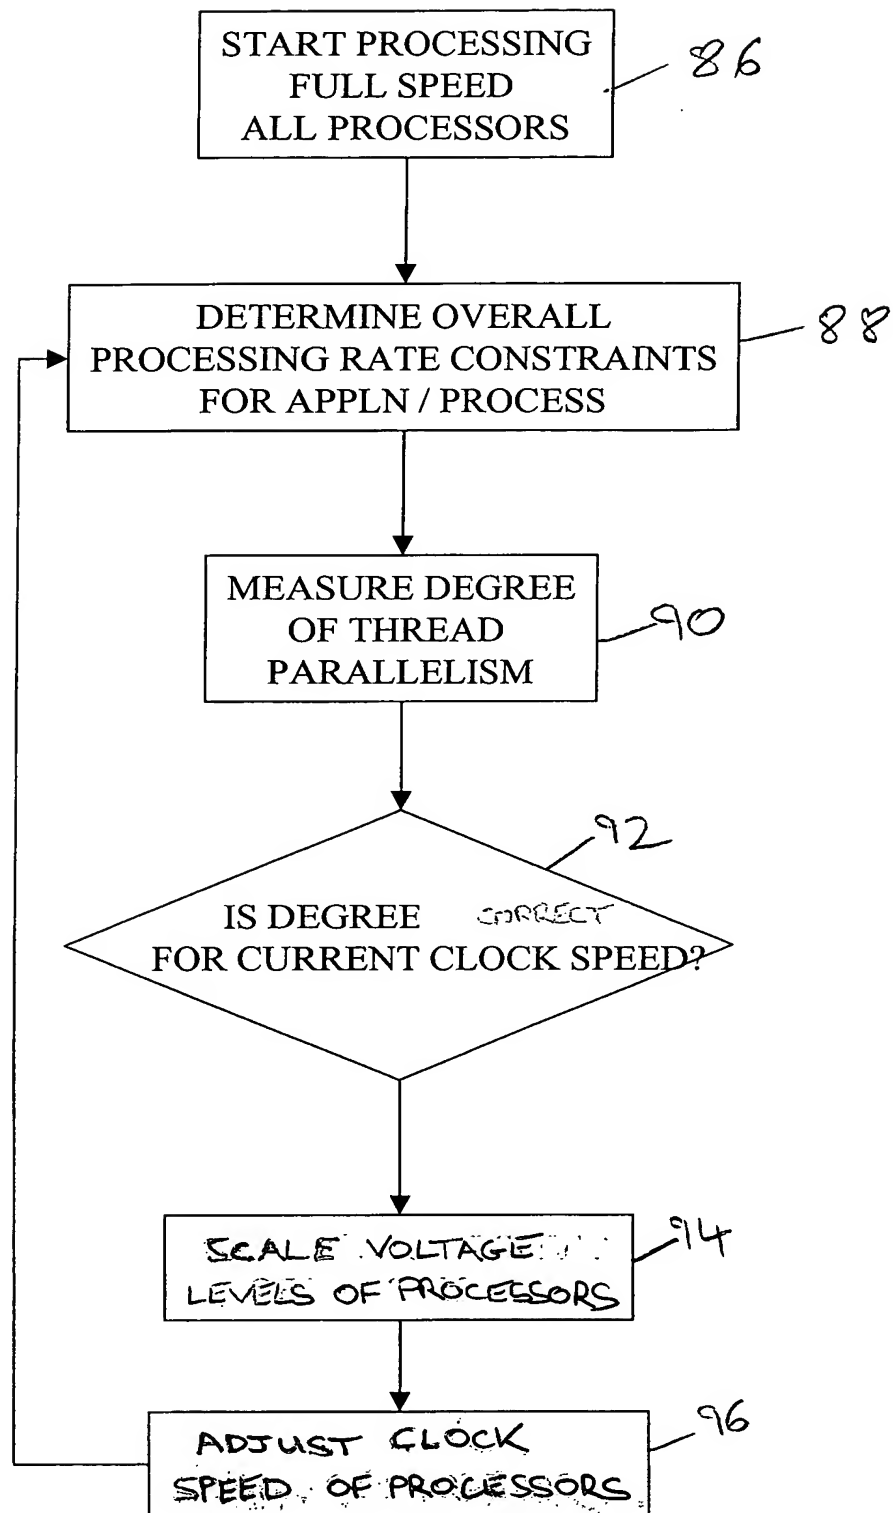 START PROCESSING
FULL SPEED
ALL PROCESSORS
86
DETERMINE OVERALL
PROCESSING RATE CONSTRAINTS
FOR APPLN / PROCESS
88
MEASURE DEGREE
OF THREAD
PARALLELISM
90
92
IS DEGREE CORRECT
FOR CURRENT CLOCK SPEED?
SCALE VOLTAGE
LEVELS OF PROCESSORS
94
ADJUST CLOCK
SPEED OF PROCESSORS
96